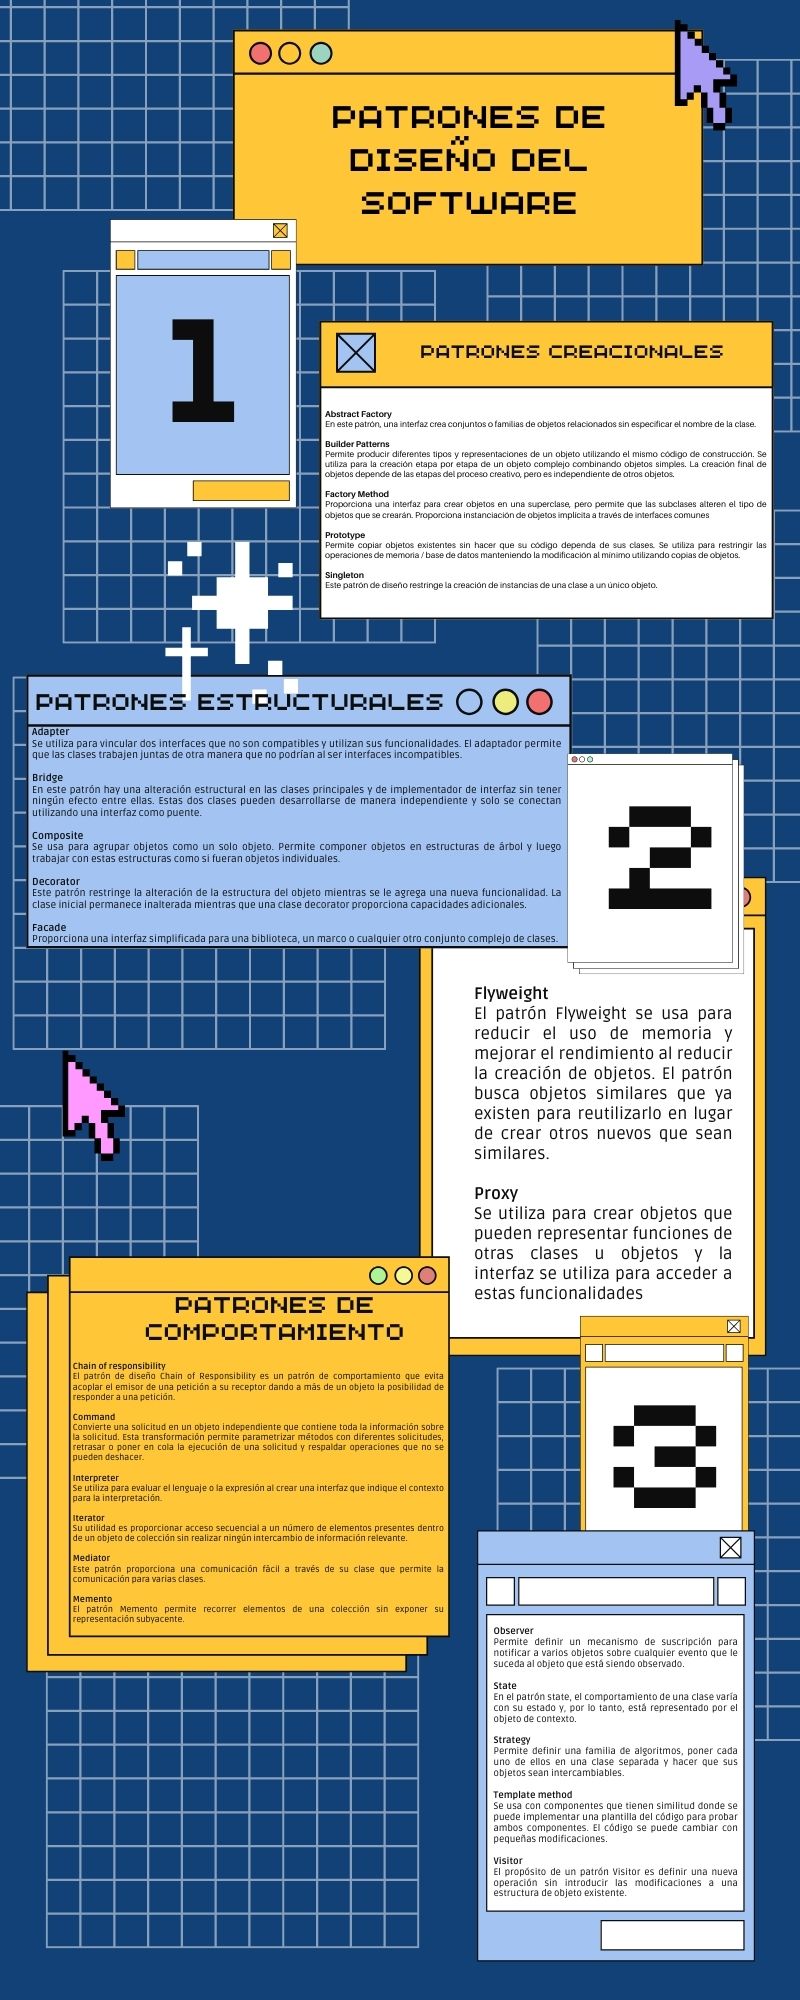 PATRONES DE
DISEÑO DEL
SOFTWARE
1
PATRONES CREACIONALES
Abstract Factory
En este patrón, una interfaz crea conjuntos o familias de objetos relacionados sin especificar el nombre de la clase.
Builder Patterns
Permite producir diferentes tipos y representaciones de un objeto utilizando el mismo código de construcción. Se
utiliza para la creación etapa por etapa de un objeto complejo combinando objetos simples. La creación final de
objetos depende de las etapas del proceso creativo, pero es independiente de otros objetos.
Factory Method
Proporciona una interfaz para crear objetos en una superclase, pero permite que las subclases alteren el tipo de
objetos que se crearán. Proporciona instanciación de objetos implícita a través de interfaces comunes
Prototype
Permite copiar objetos existentes sin hacer que su código dependa de sus clases. Se utiliza para restringir las
operaciones de memoria / base de datos manteniendo la modificación al mínimo utilizando copias de objetos.
Singleton
Este patrón de diseño restringe la creación de instancias de una clase a un único objeto.
PATRONES ESTRUCTURALES
Adapter
Se utiliza para vincular dos interfaces que no son compatibles y utilizan sus funcionalidades. El adaptador permite
que las clases trabajen juntas de otra manera que no podrían al ser interfaces incompatibles.
Bridge
En este patrón hay una alteración estructural en las clases principales y de implementador de interfaz sin tener
ningún efecto entre ellas. Estas dos clases pueden desarrollarse de manera independiente y solo se conectan
utilizando una interfaz como puente.
Composite
Se usa para agrupar objetos como un solo objeto. Permite componer objetos en estructuras de árbol y luego
trabajar con estas estructuras como si fueran objetos individuales.
Decorator
Este patrón restringe la alteración de la estructura del objeto mientras se le agrega una nueva funcionalidad. La
clase inicial permanece inalterada mientras que una clase decorator proporciona capacidades adicionales.
Facade
Proporciona una interfaz simplificada para una biblioteca, un marco o cualquier otro conjunto complejo de clases.
2
Flyweight
El patrón Flyweight se usa para
reducir el uso de memoria y
mejorar el rendimiento al reducir
la creación de objetos. El patrón
busca objetos similares que ya
existen para reutilizarlo en lugar
de crear otros nuevos que sean
similares.
Proxy
Se utiliza para crear objetos que
pueden representar funciones de
otras clases u objetos y la
interfaz se utiliza para acceder a
estas funcionalidades
PATRONES DE
COMPORTAMIENTO
Chain of responsibility
El patrón de diseño Chain of Responsibility es un patrón de comportamiento que evita
acoplar el emisor de una petición a su receptor dando a más de un objeto la posibilidad de
responder a una petición.
Command
Convierte una solicitud en un objeto independiente que contiene toda la información sobre
la solicitud. Esta transformación permite parametrizar métodos con diferentes solicitudes,
retrasar o poner en cola la ejecución de una solicitud y respaldar operaciones que no se
pueden deshacer.
Interpreter
Se utiliza para evaluar el lenguaje o la expresión al crear una interfaz que indique el contexto
para la interpretación.
Iterator
Su utilidad es proporcionar acceso secuencial a un número de elementos presentes dentro
de un objeto de colección sin realizar ningún intercambio de información relevante.
Mediator
Este patrón proporciona una comunicación fácil a través de su clase que permite la
comunicación para varias clases.
Memento
El patrón Memento permite recorrer elementos de una colección sin exponer su
representación subyacente.
3
Observer
Permite definir un mecanismo de suscripción para
notificar a varios objetos sobre cualquier evento que le
suceda al objeto que está siendo observado.
State
En el patrón state, el comportamiento de una clase varía
con su estado y, por lo tanto, está representado por el
objeto de contexto.
Strategy
Permite definir una familia de algoritmos, poner cada
uno de ellos en una clase separada y hacer que sus
objetos sean intercambiables.
Template method
Se usa con componentes que tienen similitud donde se
puede implementar una plantilla del código para probar
ambos componentes. El código se puede cambiar con
pequeñas modificaciones.
Visitor
El propósito de un patrón Visitor es definir una nueva
operación sin introducir las modificaciones a una
estructura de objeto existente.